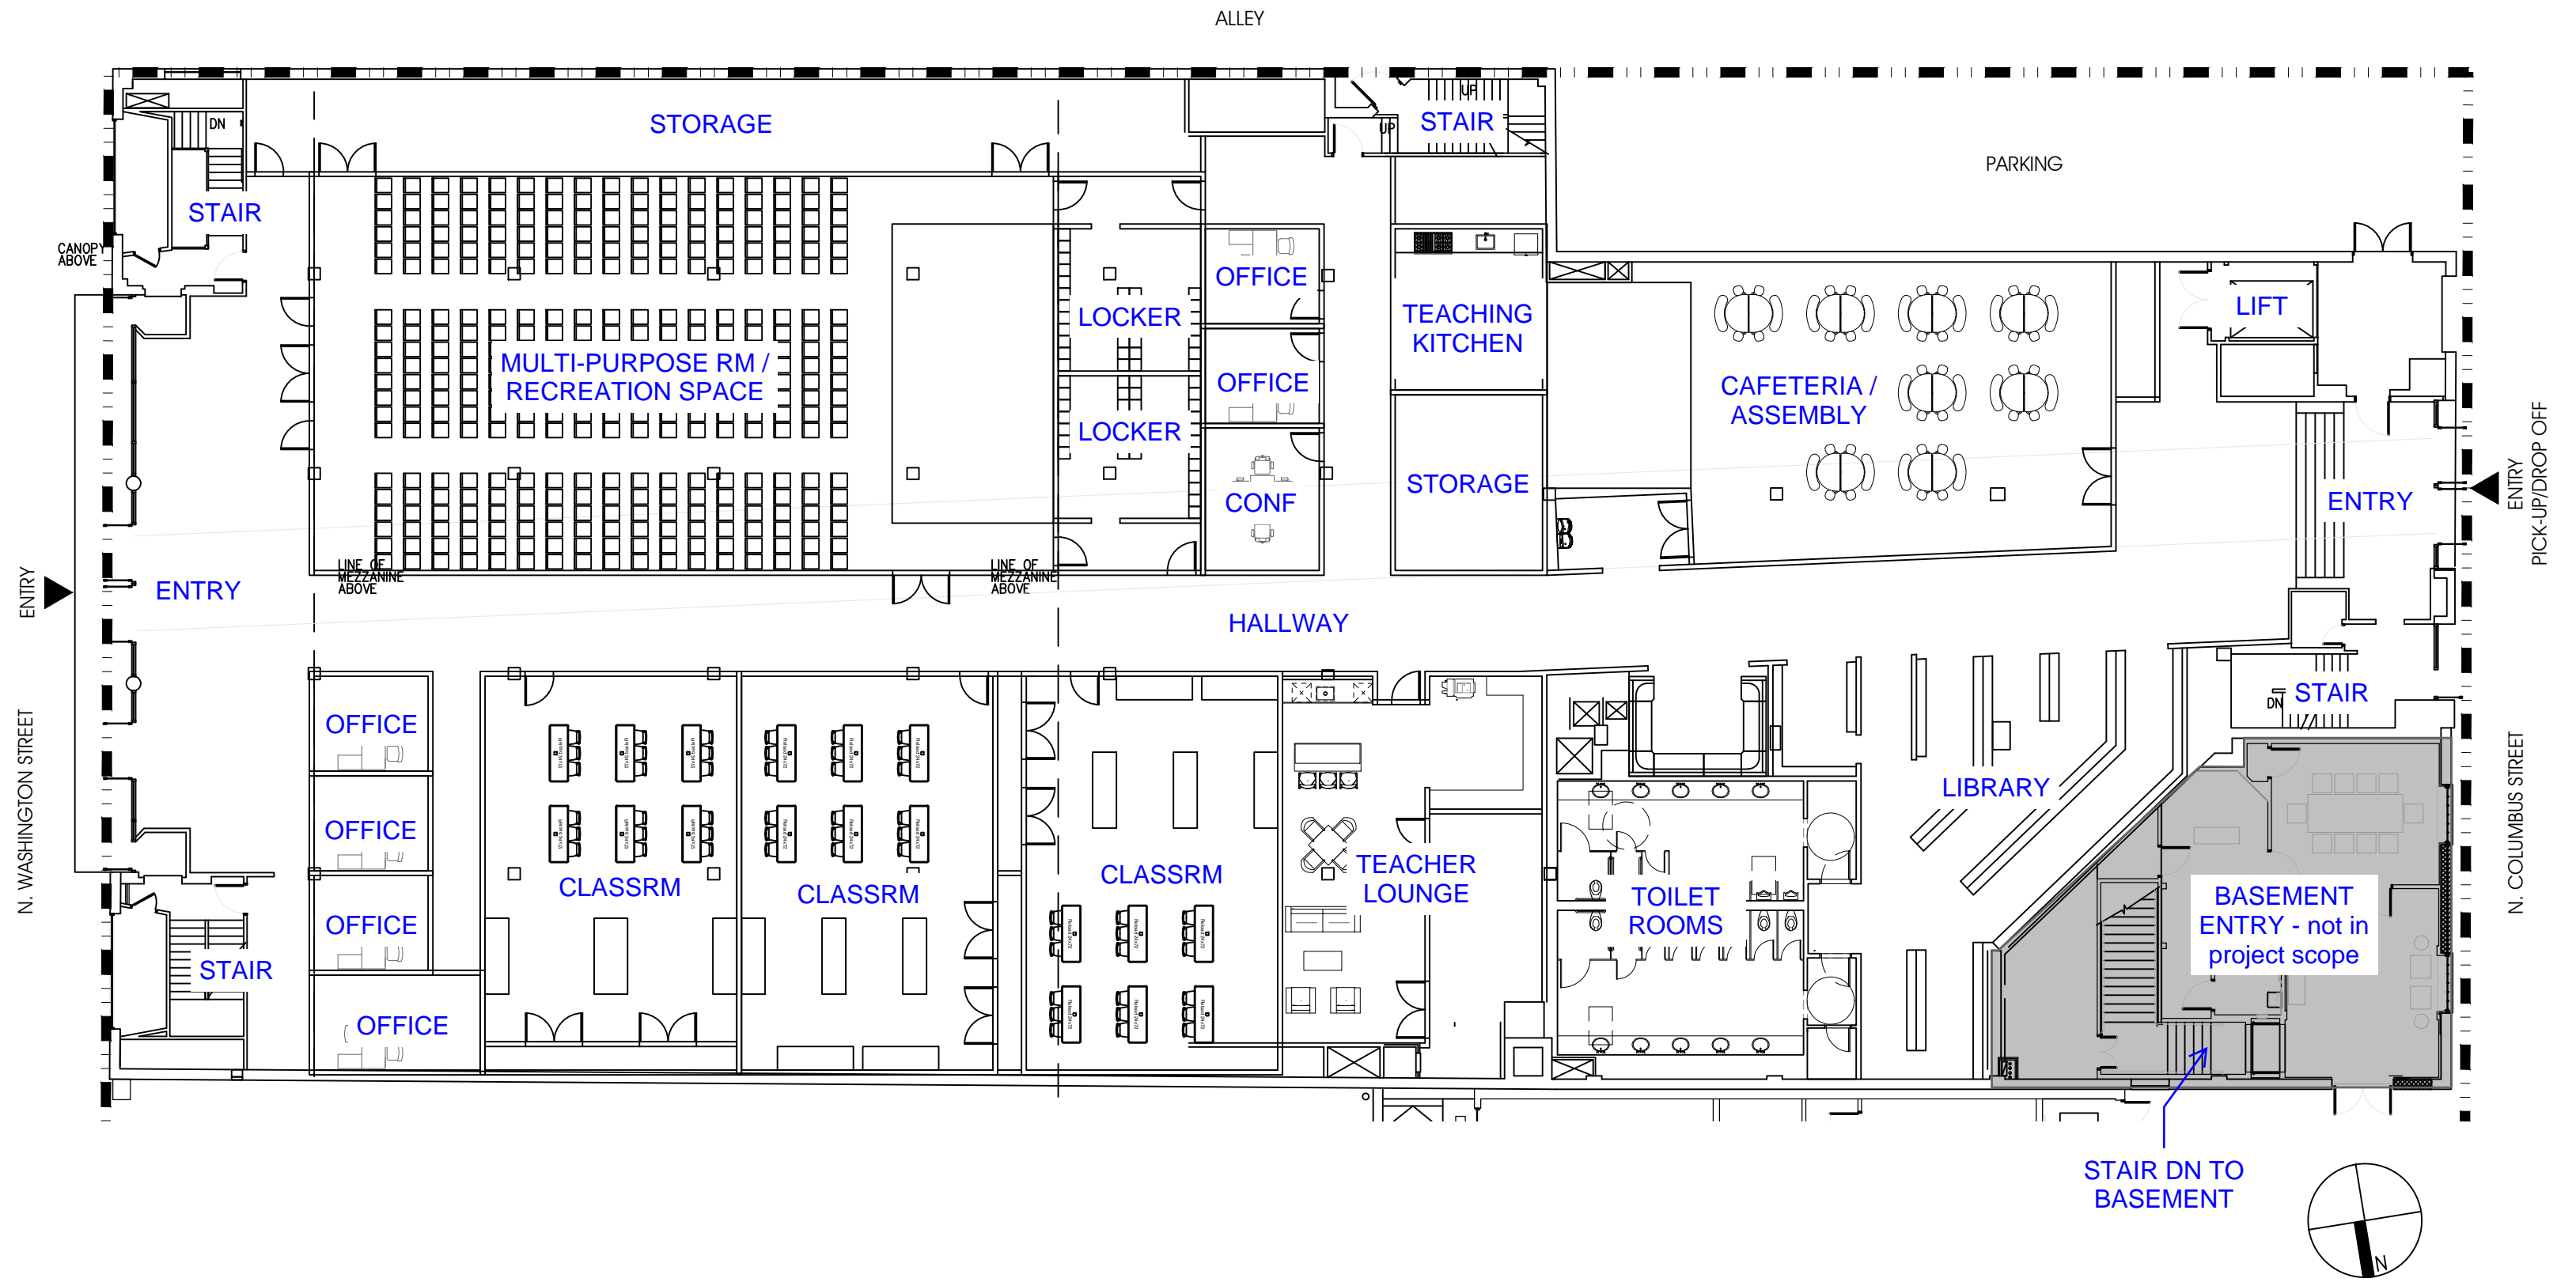 ALLEY
UP
DN
STORAGE
UP
STAIR
PARKING
STAIR
CANOPY
ABOVE
OFFICE
LIFT
LOCKER
TEACHING
KITCHEN
MULTI-PURPOSE RM /
RECREATION SPACE
OFFICE
CAFETERIA /
ASSEMBLY
LOCKER
STORAGE
CONF
ENTRY
ENTRY
PICK-UP/DROP OFF
LINE OF
MEZZANINE
ABOVE
LINE OF
MEZZANINE
ABOVE
ENTRY
ENTRY
HALLWAY
STAIR
DN
OFFICE
N. WASHINGTON STREET
N. COLUMBUS STREET
LIBRARY
OFFICE
CLASSRM
CLASSRM
CLASSRM
TEACHER
LOUNGE
TOILET
ROOMS
BASEMENT
ENTRY - not in
project scope
OFFICE
STAIR
OFFICE
STAIR DN TO
BASEMENT
N